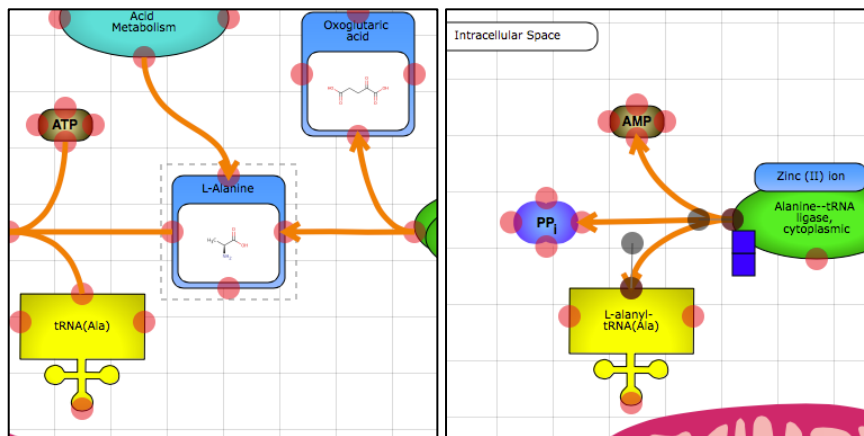 Acid
Metabolism
Oxoglutaric
acid
ATP
L-Alanine
tRNA(Ala)
Intracellular Space
AMP
Zinc (II) ion
PPi
Alanine--tRNA
ligase,
cytoplasmic
L-alanyl-
tRNA(Ala)